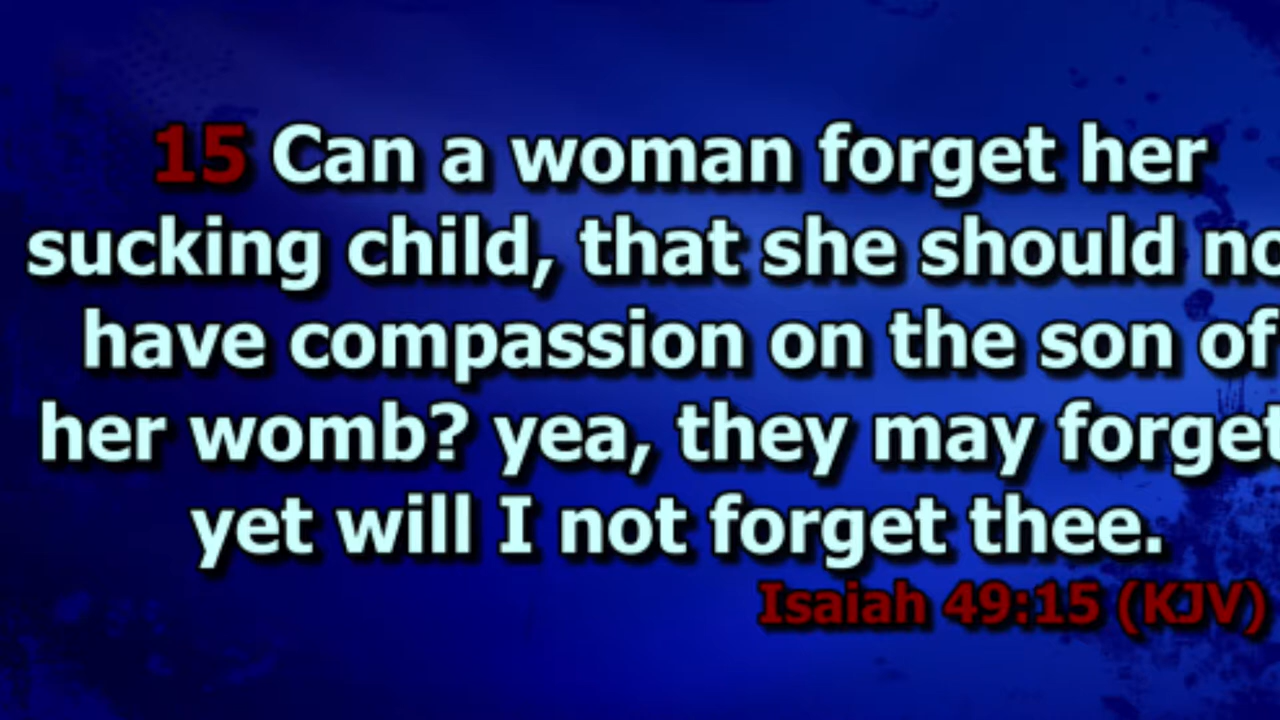 15 Can a woman forget her
sucking child, that she should no
have compassion on the son of
her womb? yea, they may forget
yet will I not forget thee.
Isaiah 49:15 (KJV)